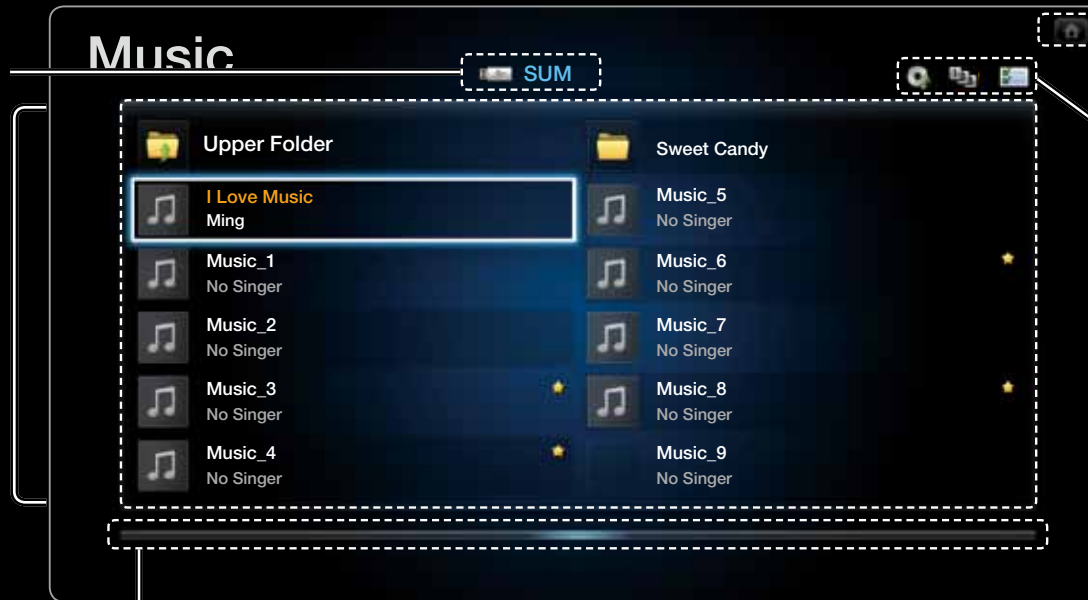 Music
SUM
Upper Folder
I Love Music
Ming
Music_1
No Singer
Music_2
No Singer
Music_3
No Singer
Music_4
No Singer
Sweet Candy
Music_5
No Singer
Music_6
No Singer
Music_7
No Singer
Music_8
No Singer
Music_9
No Singer